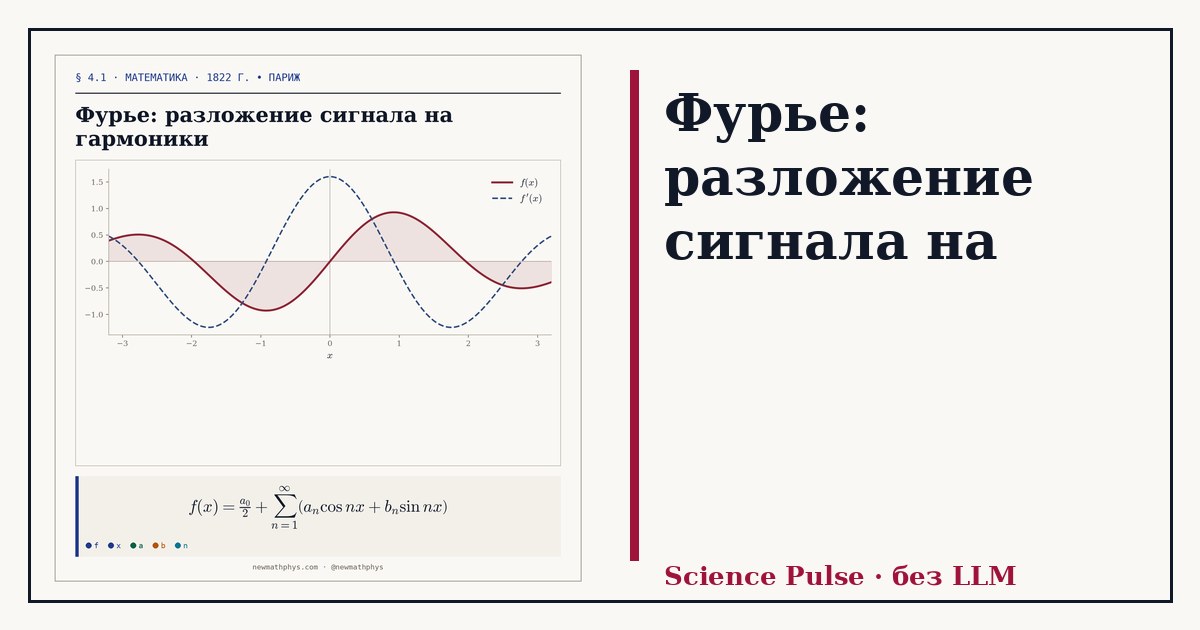 § 4.1 · МАТЕМАТИКА · 1822 Г. • ПАРИЖ
Фурье: разложение сигнала на
гармоники
1.5
1.0
0.5
0.0
−0.5
−1.0
−3
−2
−1
0
1
2
3
x
f(x)
f′(x)
f(x) = a₀/2 + ∑_{n=1}^{∞} (aₙ cos nx + bₙ sin nx)
f x a b n
newmathphys.com · @newmathphys
Фурье:
разложение
сигнала на
Science Pulse · без LLM